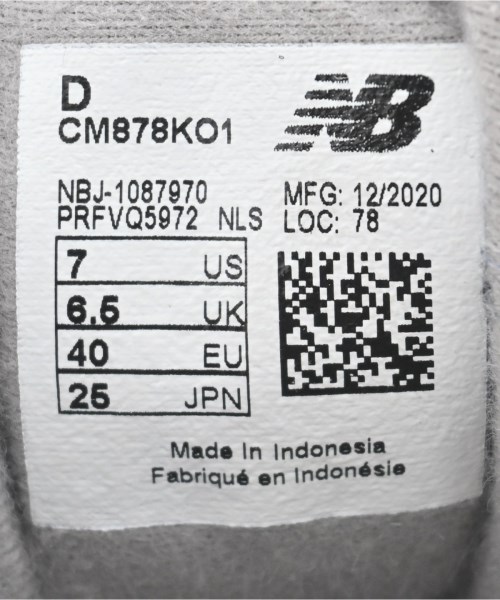 D
NB
CM878KO1
NBJ-1087970
MFG: 12/2020
PRFVQ5972 NLS
LOC: 78
7 US
6.5 UK
40 EU
25 JPN
Made In Indonesia
Fabriqué en Indonésie